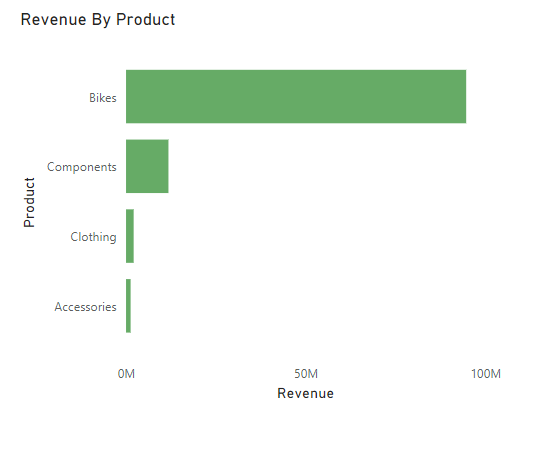 Revenue By Product
Product
Bikes
Components
Clothing
Accessories
0M 50M 100M
Revenue